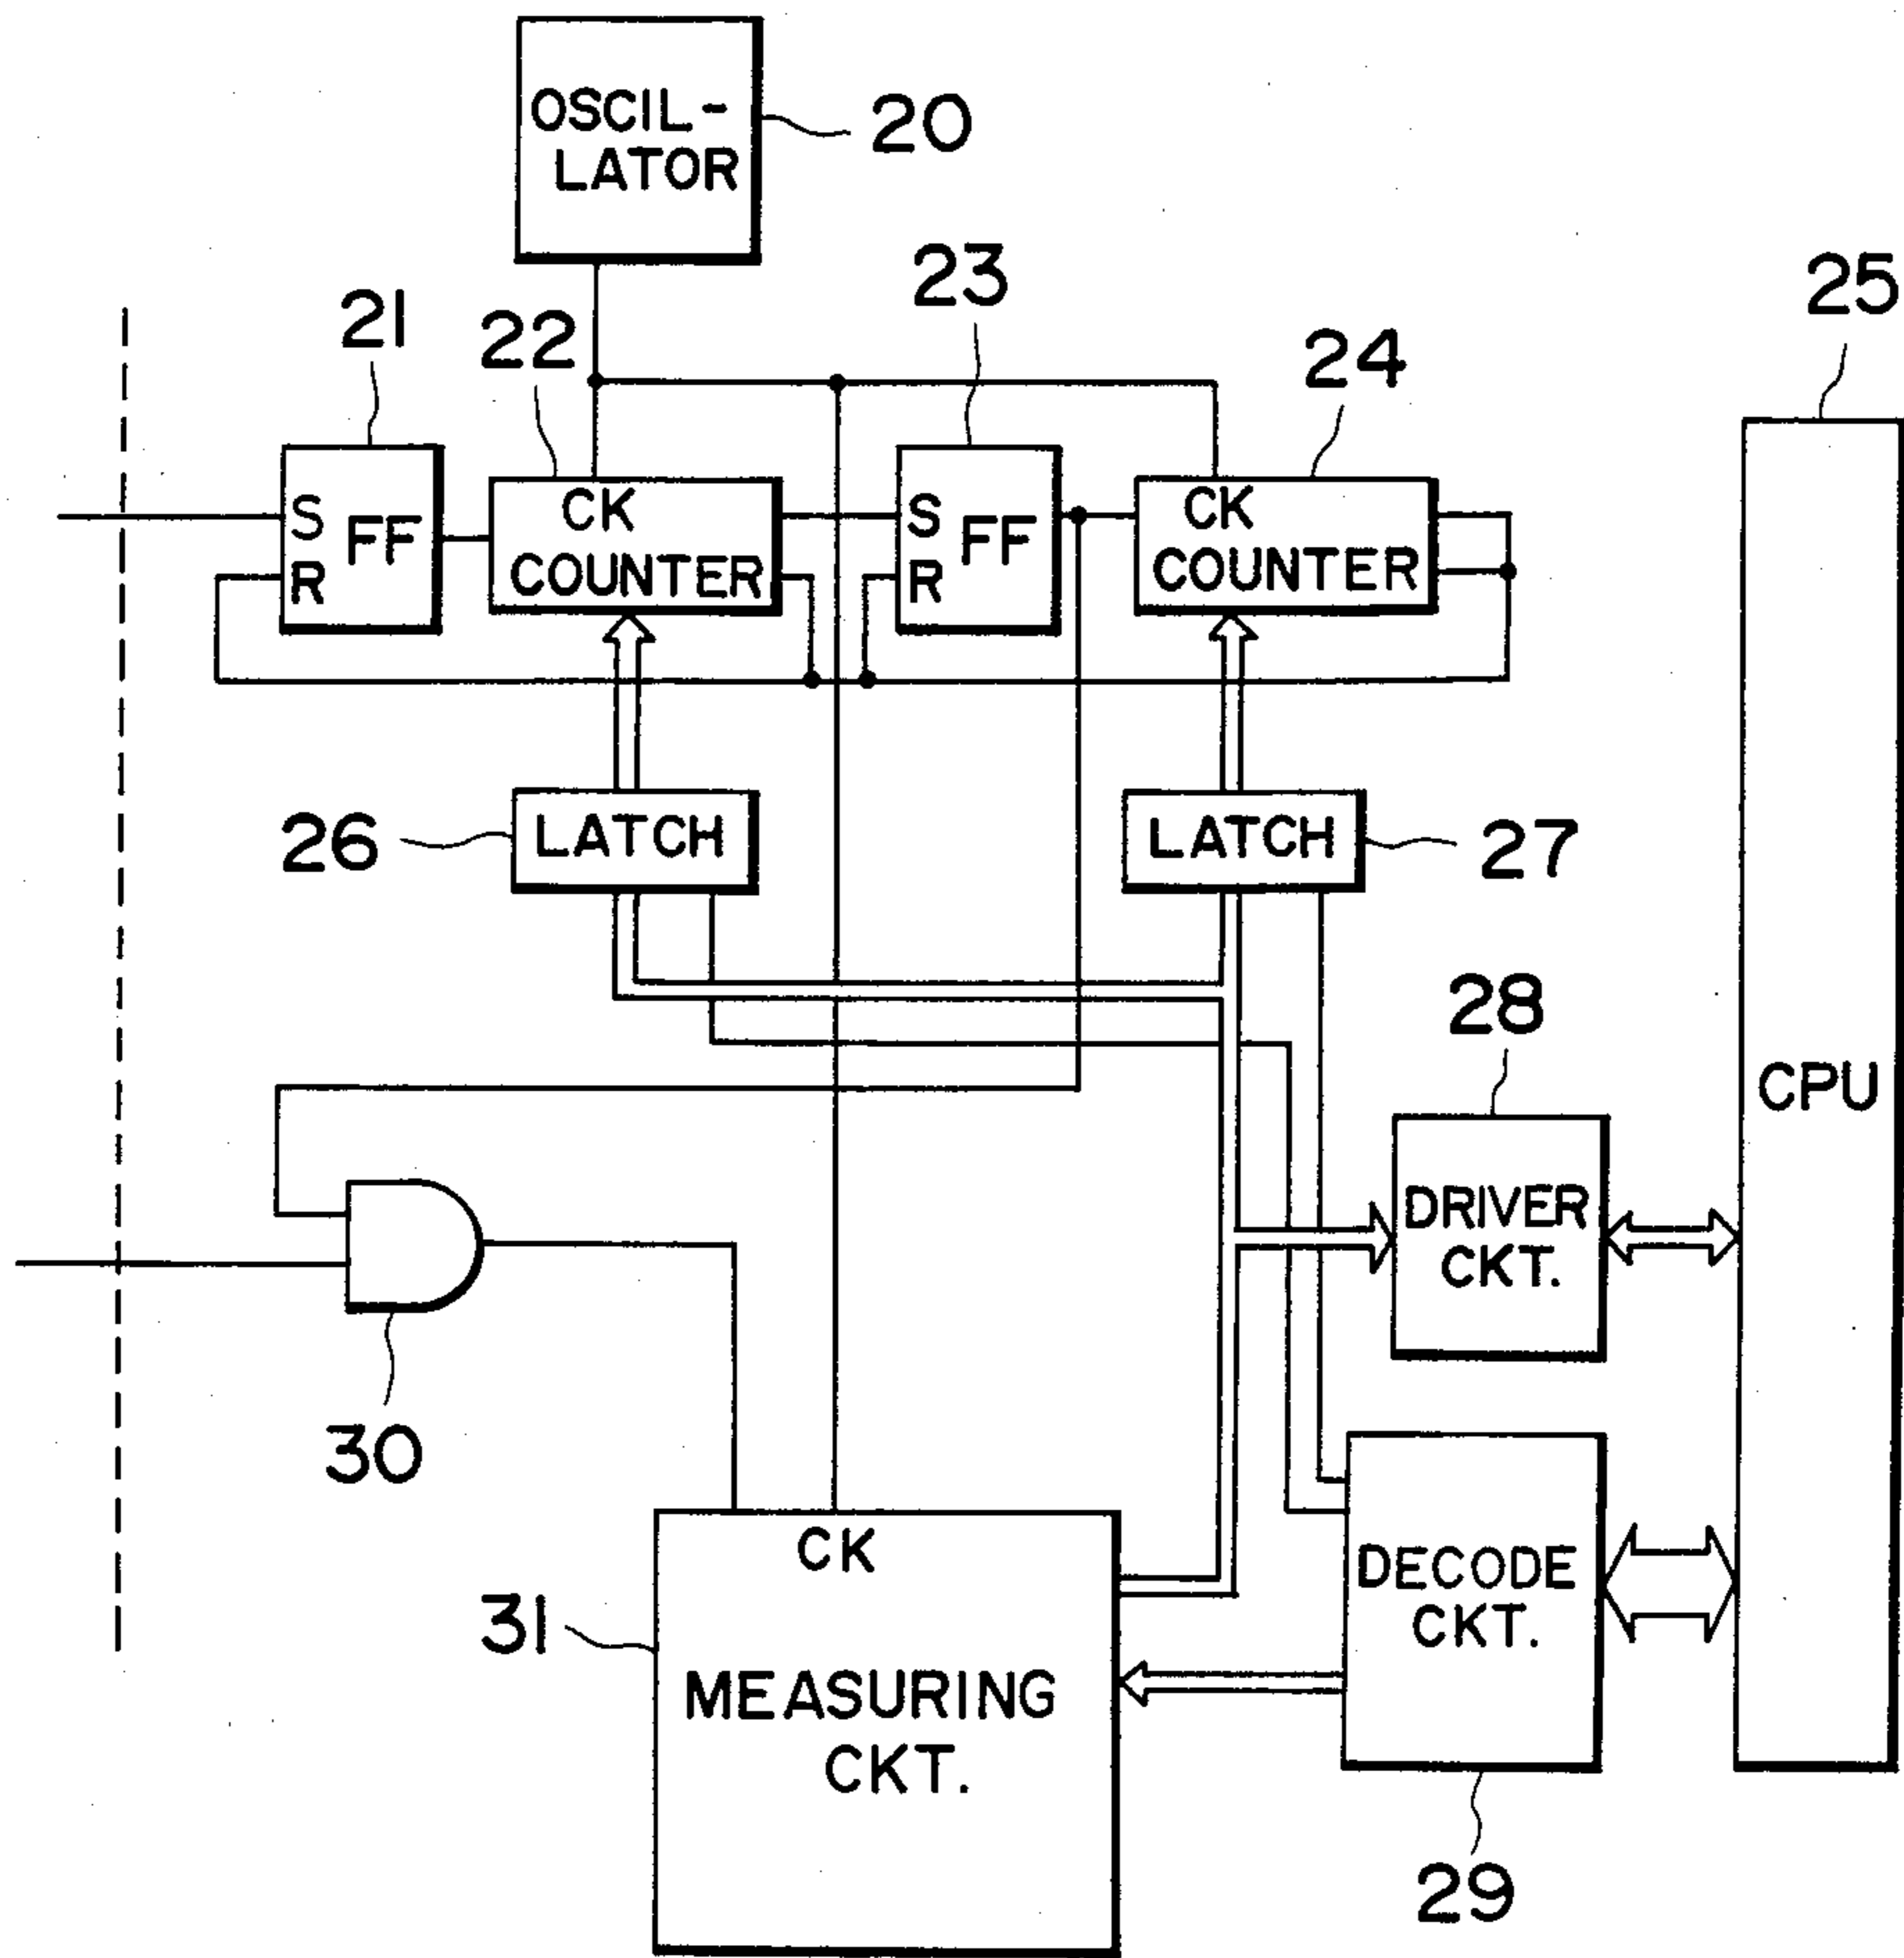 OSCIL-
LATOR
20
21
22
23
24
25
S
R
FF
CK
COUNTER
S
R
FF
CK
COUNTER
26
LATCH
LATCH
27
28
CPU
DRIVER
CKT.
30
CK
31
MEASURING
CKT.
DECODE
CKT.
29